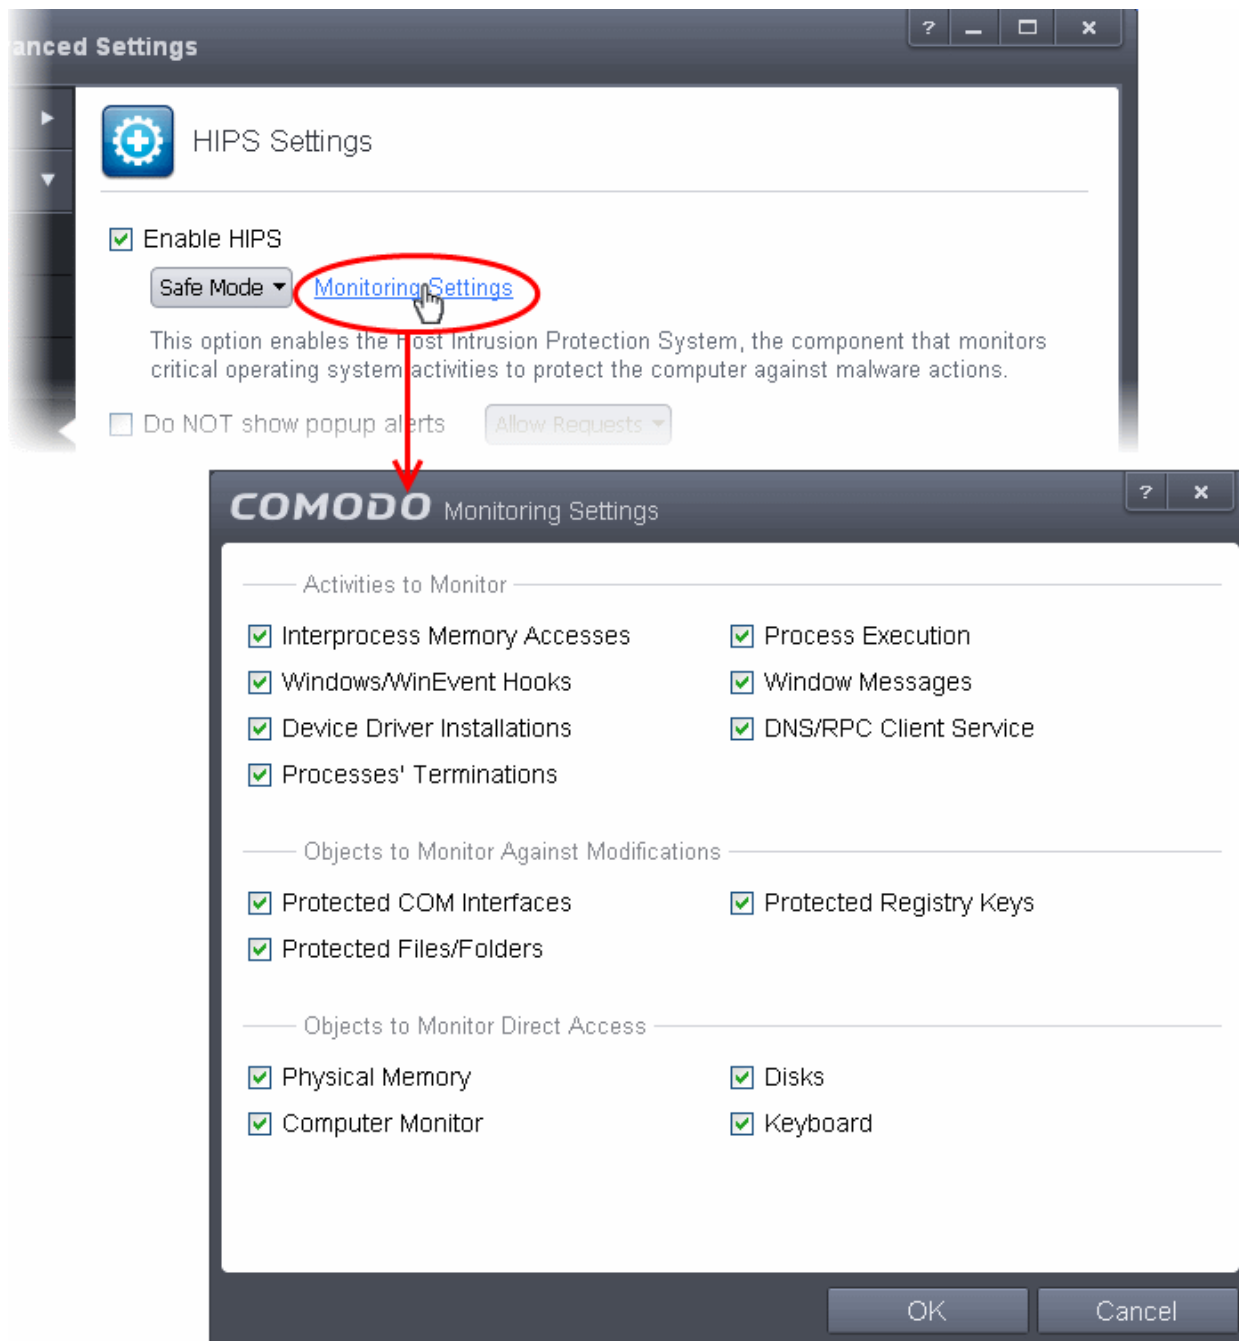 anced Settings
?
HIPS Settings
Enable HIPS
Safe Mode Monitoring Settings
This option enables the Host Intrusion Protection System, the component that monitors
critical operating system activities to protect the computer against malware actions.
Do NOT show popup alerts Allow Requests
COMODO Monitoring Settings
?
Activities to Monitor
Interprocess Memory Accesses Process Execution
Windows/WinEvent Hooks Window Messages
Device Driver Installations DNS/RPC Client Service
Processes' Terminations
Objects to Monitor Against Modifications
Protected COM Interfaces Protected Registry Keys
Protected Files/Folders
Objects to Monitor Direct Access
Physical Memory Disks
Computer Monitor Keyboard
OK Cancel